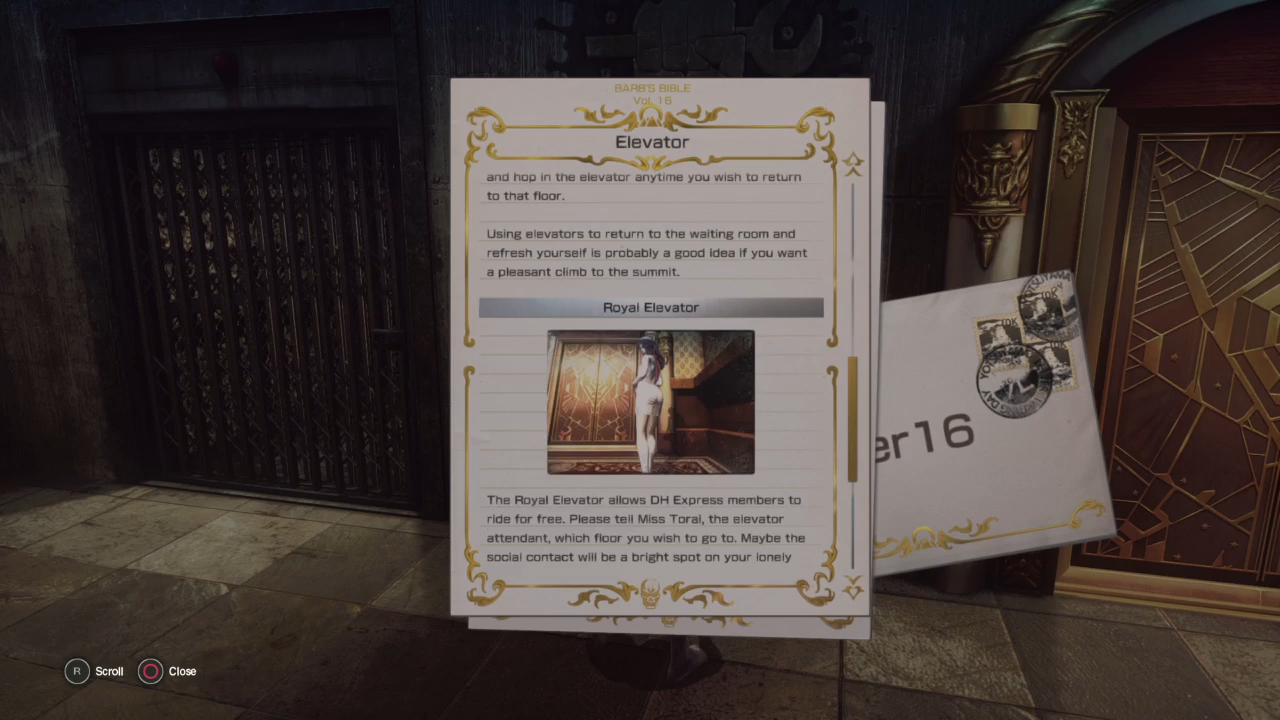 BARB'S BIBLE
Vol. 16
Elevator
and hop in the elevator anytime you wish to return
to that floor.
Using elevators to return to the waiting room and
refresh yourself is probably a good idea if you want
a pleasant climb to the summit.
Royal Elevator
The Royal Elevator allows DH Express members to
ride for free. Please tell Miss Torai, the elevator
attendant, which floor you wish to go to. Maybe the
social contact will be a bright spot on your lonely
er16
R Scroll Close